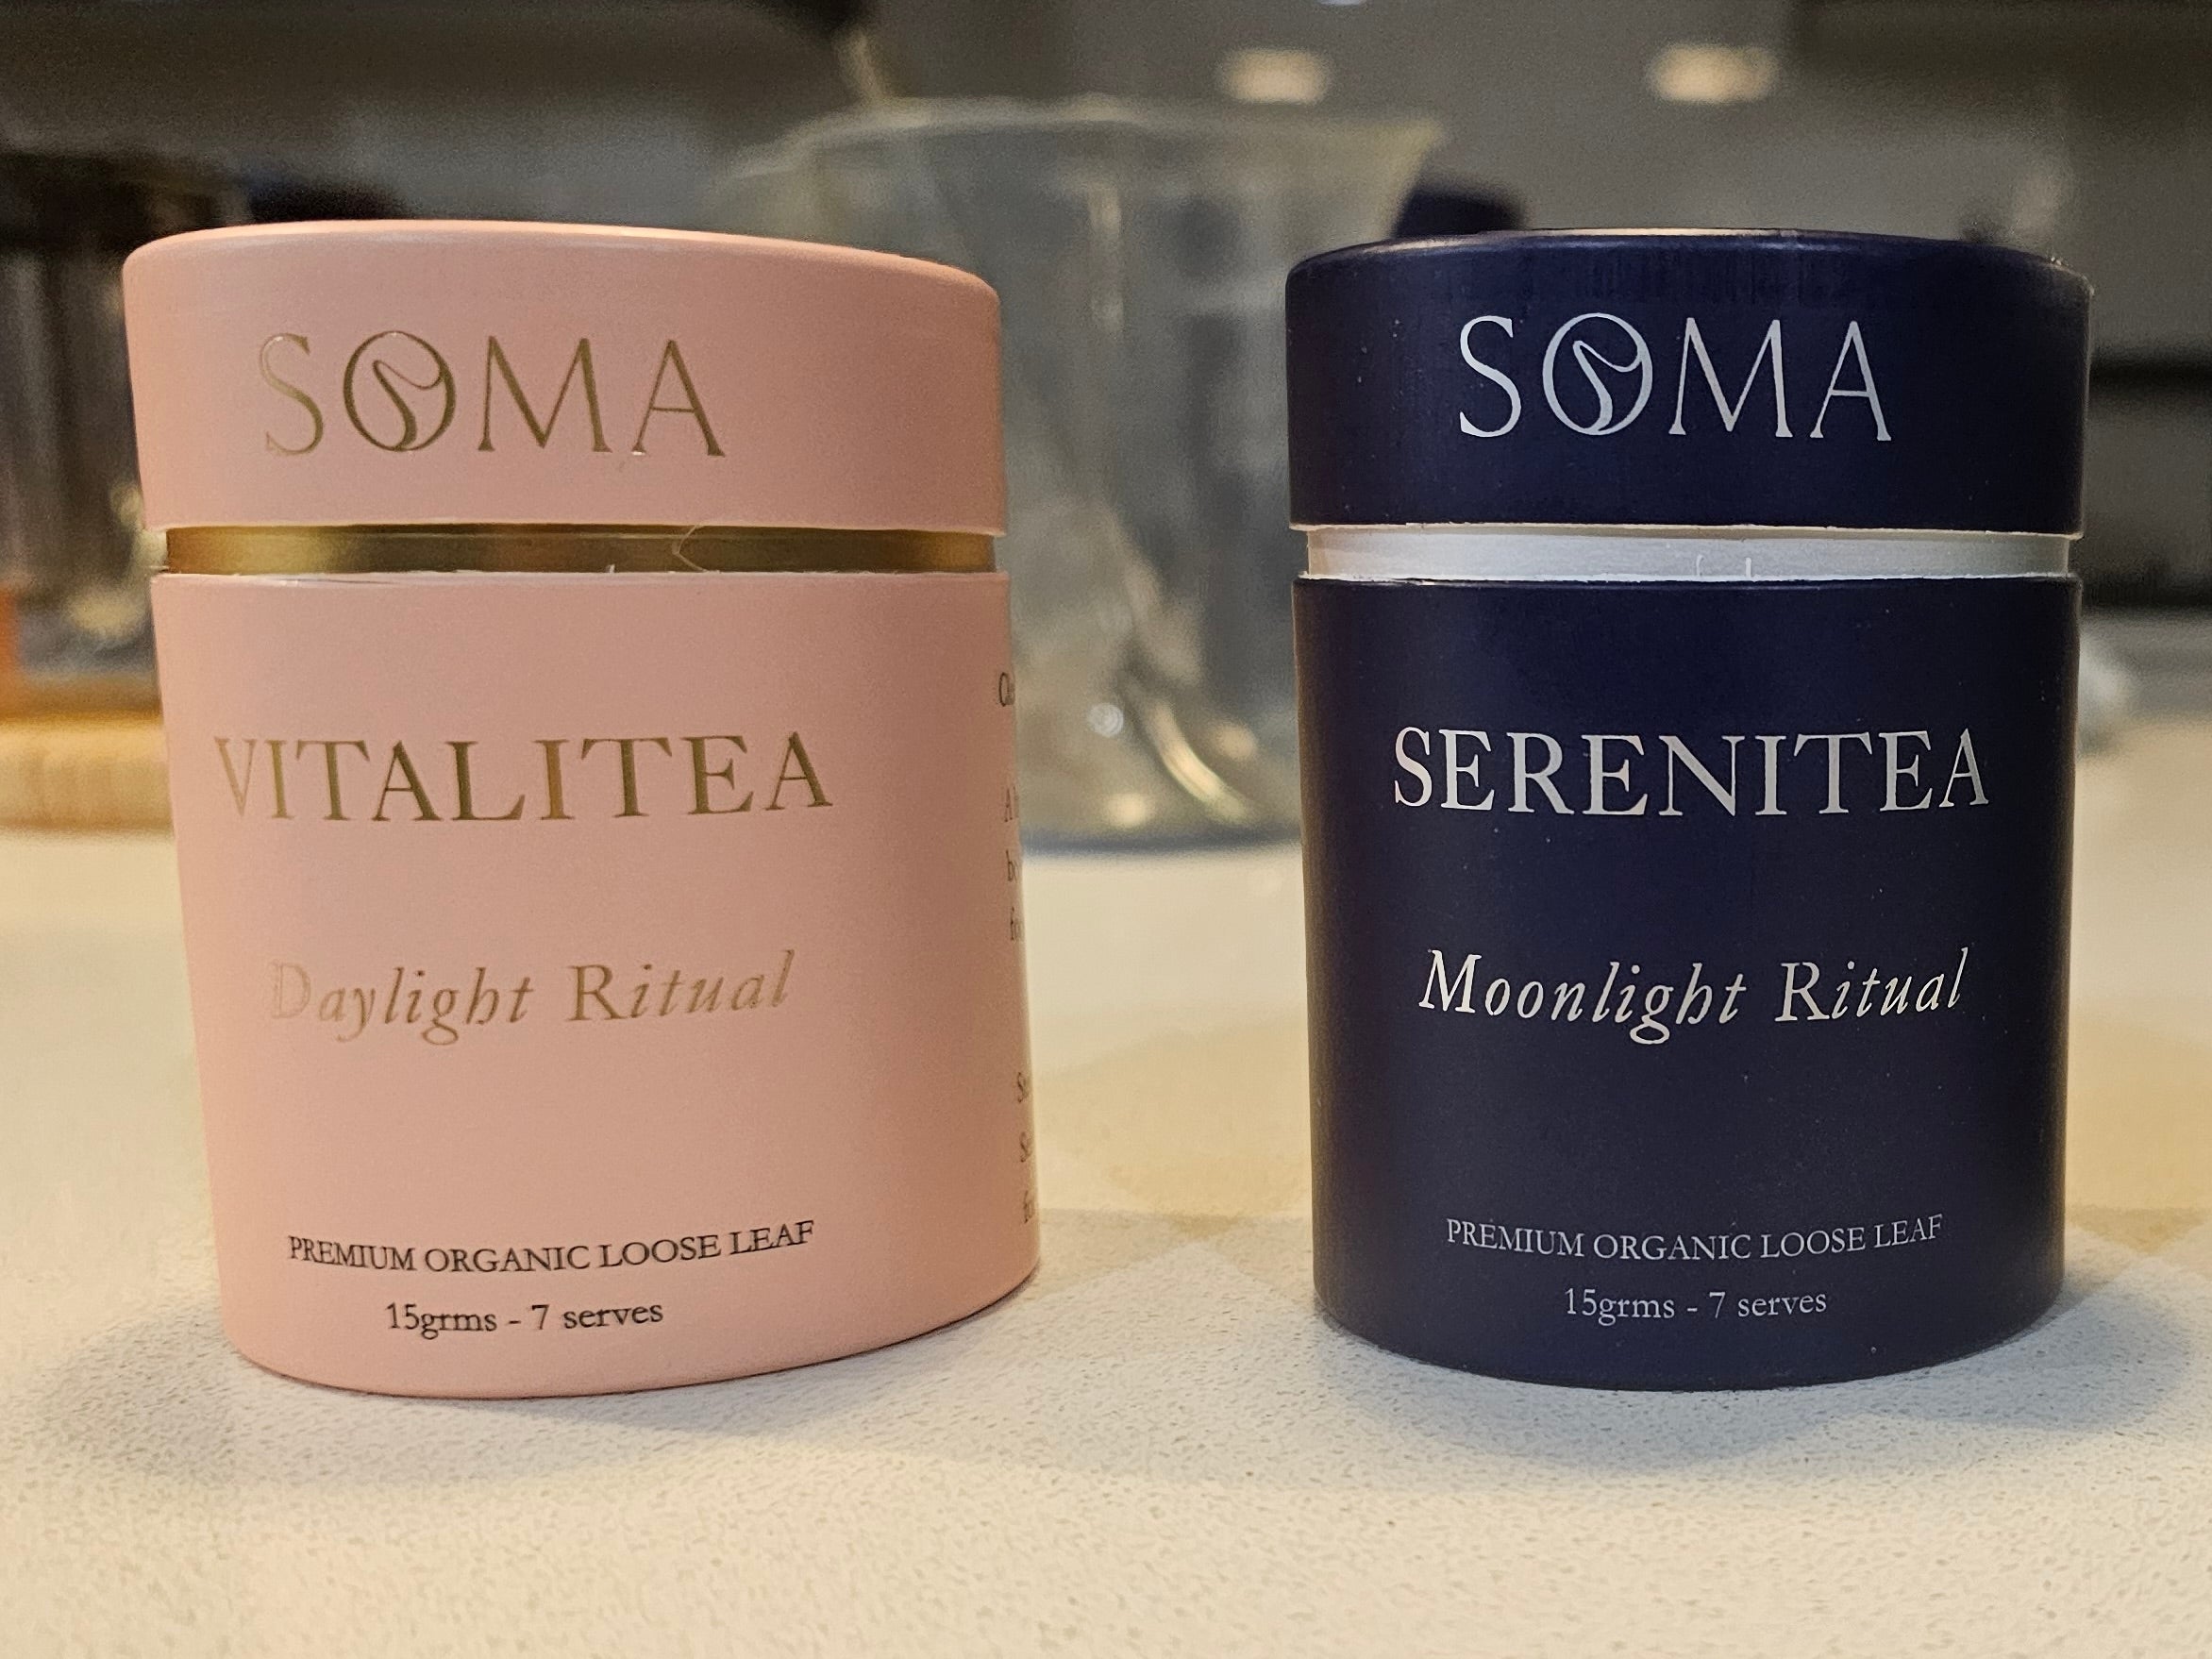 SOMA
VITALITEA
Daylight Ritual
PREMIUM ORGANIC LOOSE LEAF
15grms - 7 serves
SOMA
SERENITEA
Moonlight Ritual
PREMIUM ORGANIC LOOSE LEAF
15grms - 7 serves